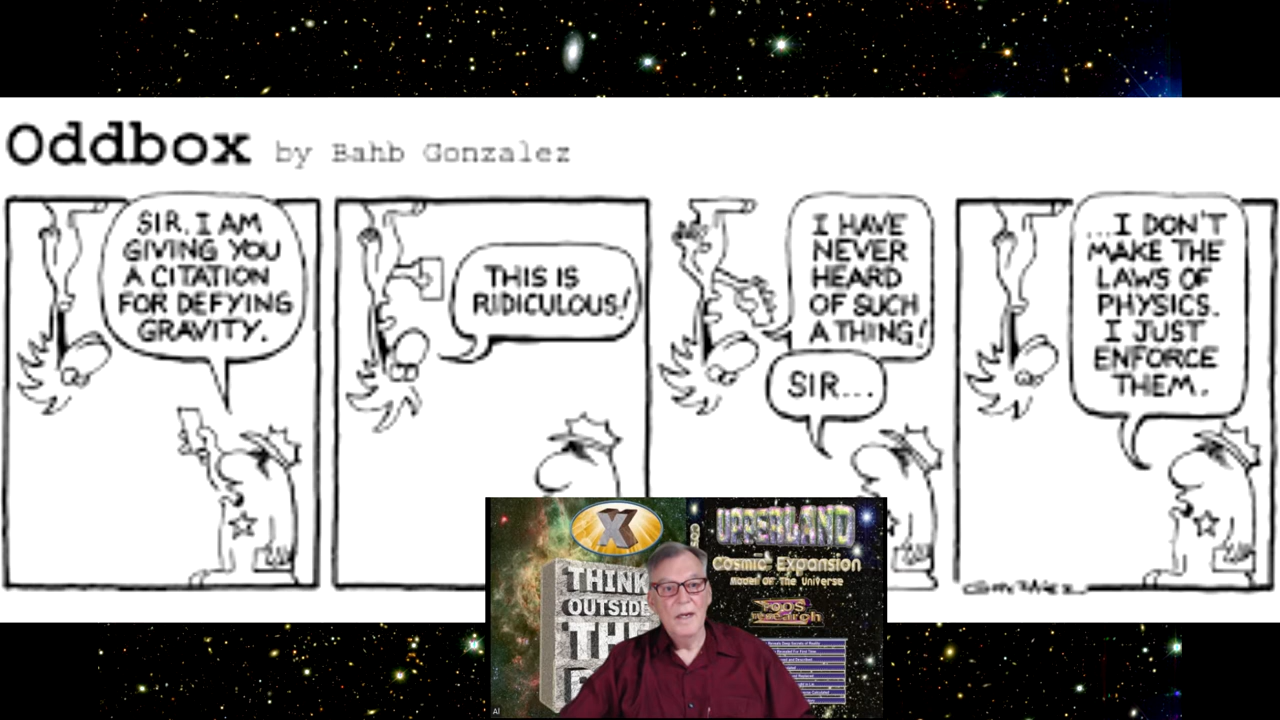 Oddbox by Bahb Gonzalez
SIR. I AM
GIVING YOU
A CITATION
FOR DEFYING
GRAVITY.
THIS IS
RIDICULOUS!
I HAVE
NEVER
HEARD
OF SUCH
A THING!
SIR...
...I DON'T
MAKE THE
LAWS OF
PHYSICS.
I JUST
ENFORCE
THEM.
X
THINK
OUTSIDE
THE
UPPERLAND
Cosmic Expansion
Model Of The Universe
Al